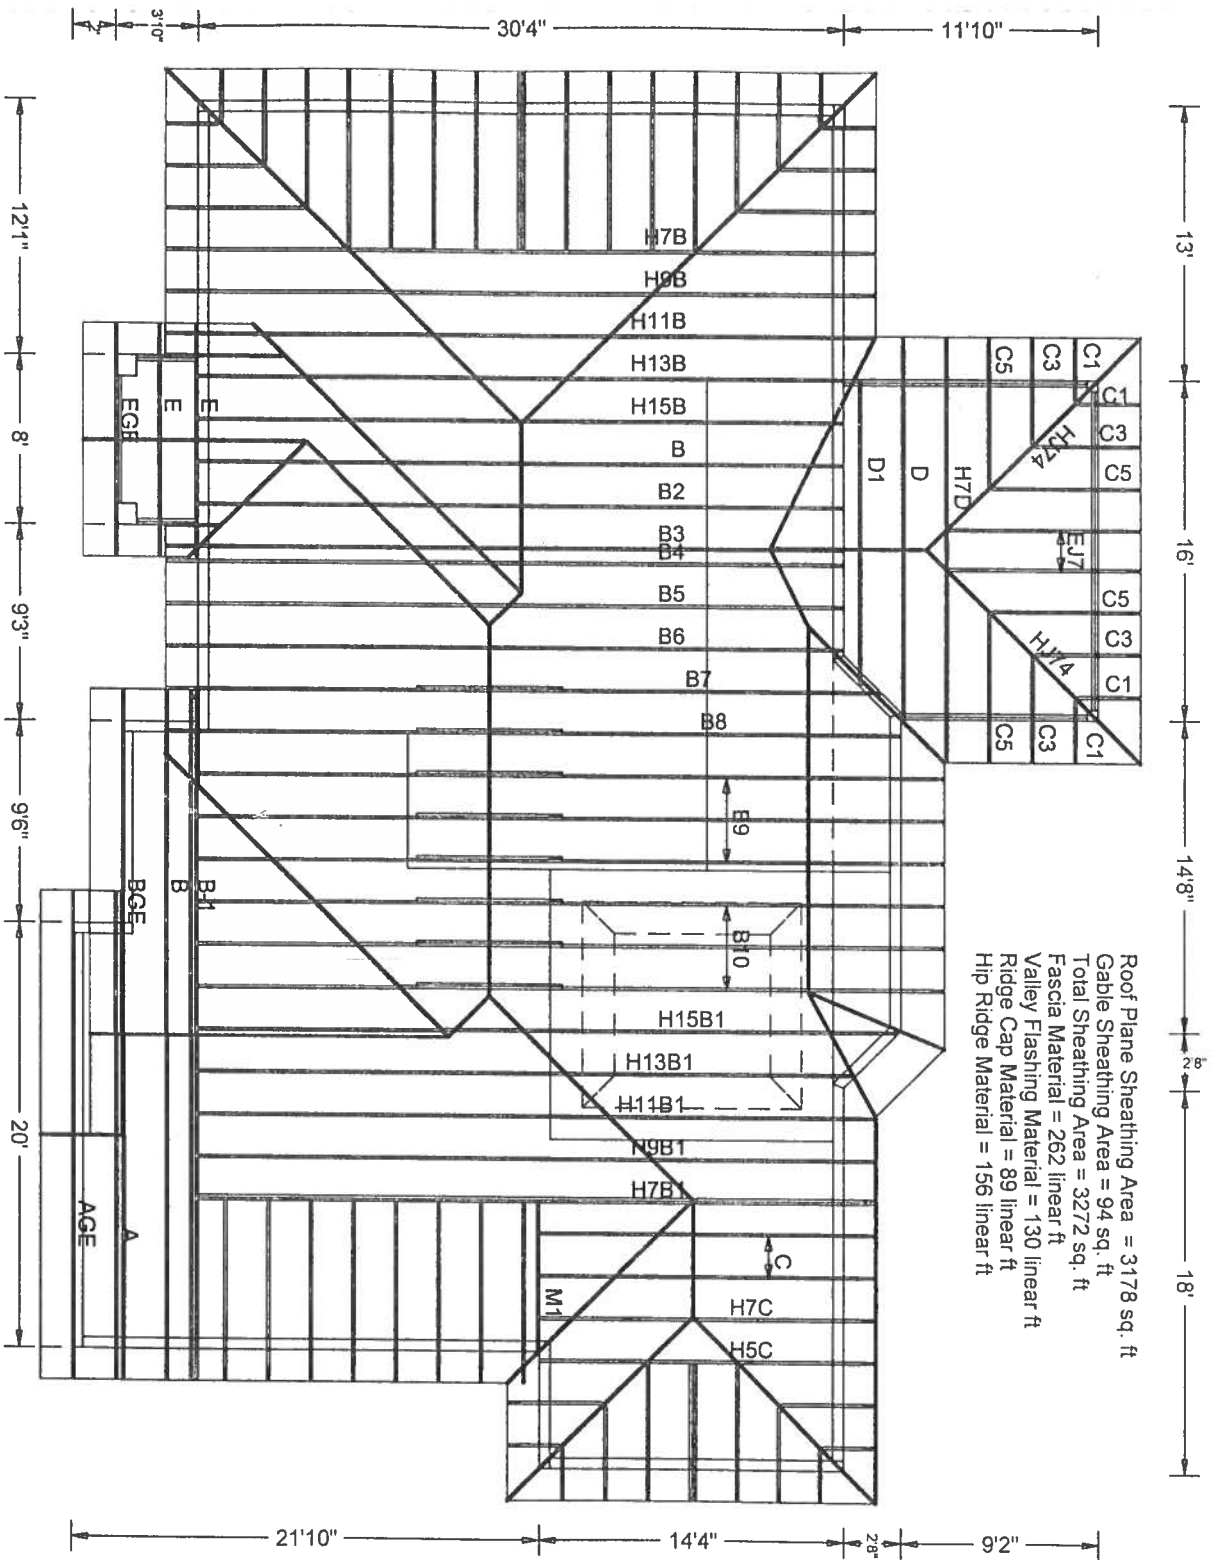 2'
3'10"
30'4"
11'10"
12'1"
13'
H7B
H9B
H11B
H13B
H15B
B
B2
B3
B4
B5
B6
B7
B8
B9
B10
H15B1
H13B1
H11B1
H9B1
H7B1
C5
C3
C1
C1
C3
C5
HJ74
D1
D
H7D
EJ7
16'
C5
C3
C1
HJ74
C5
C3
C1
8'
E
E
EGE
9'3"
9'6"
14'8"
2'8"
B-1
B
BGE
20'
18'
A
AGE
C
M1
H7C
H5C
Roof Plane Sheathing Area = 3178 sq. ft
Gable Sheathing Area = 94 sq. ft
Total Sheathing Area = 3272 sq. ft
Fascia Material = 262 linear ft
Valley Flashing Material = 130 linear ft
Ridge Cap Material = 89 linear ft
Hip Ridge Material = 156 linear ft
21'10"
14'4"
2'8"
9'2"